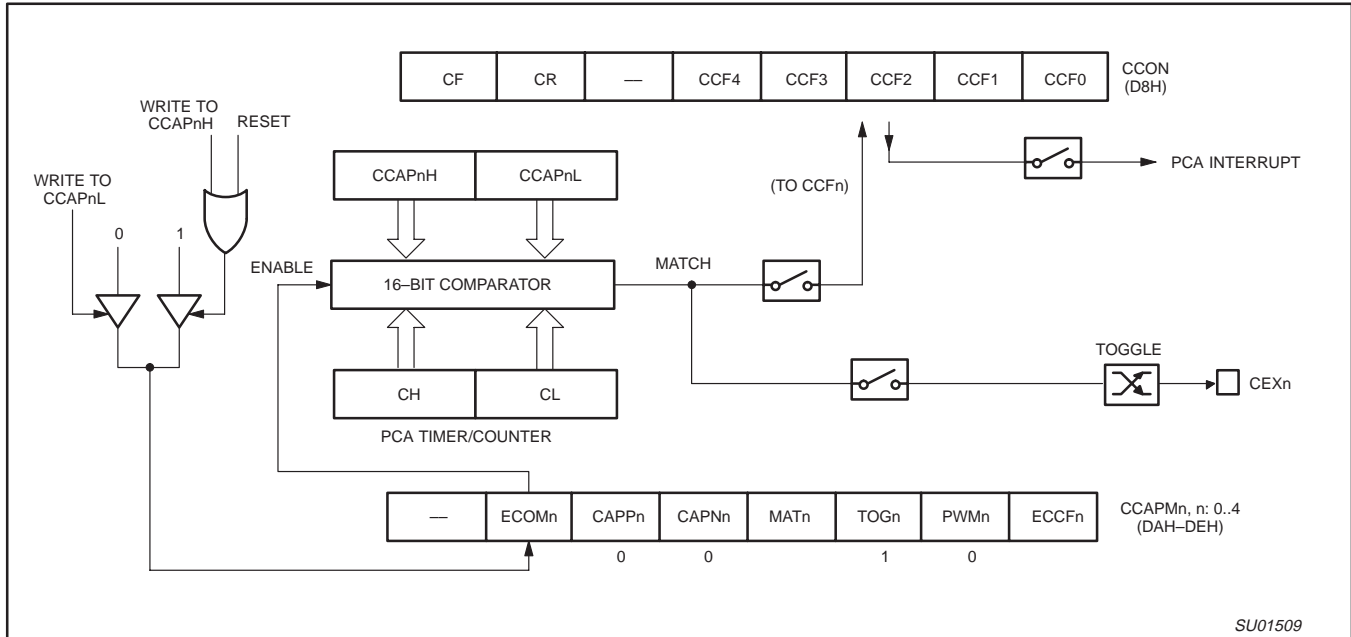 CF CR — CCF4 CCF3 CCF2 CCF1 CCF0
CCON
(D8H)
WRITE TO
CCAPnH
RESET
WRITE TO
CCAPnL
0 1
CCAPnH CCAPnL
(TO CCFn)
PCA INTERRUPT
ENABLE
16–BIT COMPARATOR
MATCH
TOGGLE
CEXn
CH CL
PCA TIMER/COUNTER
— ECOMn CAPPn CAPNn MATn TOGn PWMn ECCFn
CCAPMn, n: 0..4
(DAH–DEH)
0 0 1 0
SU01509